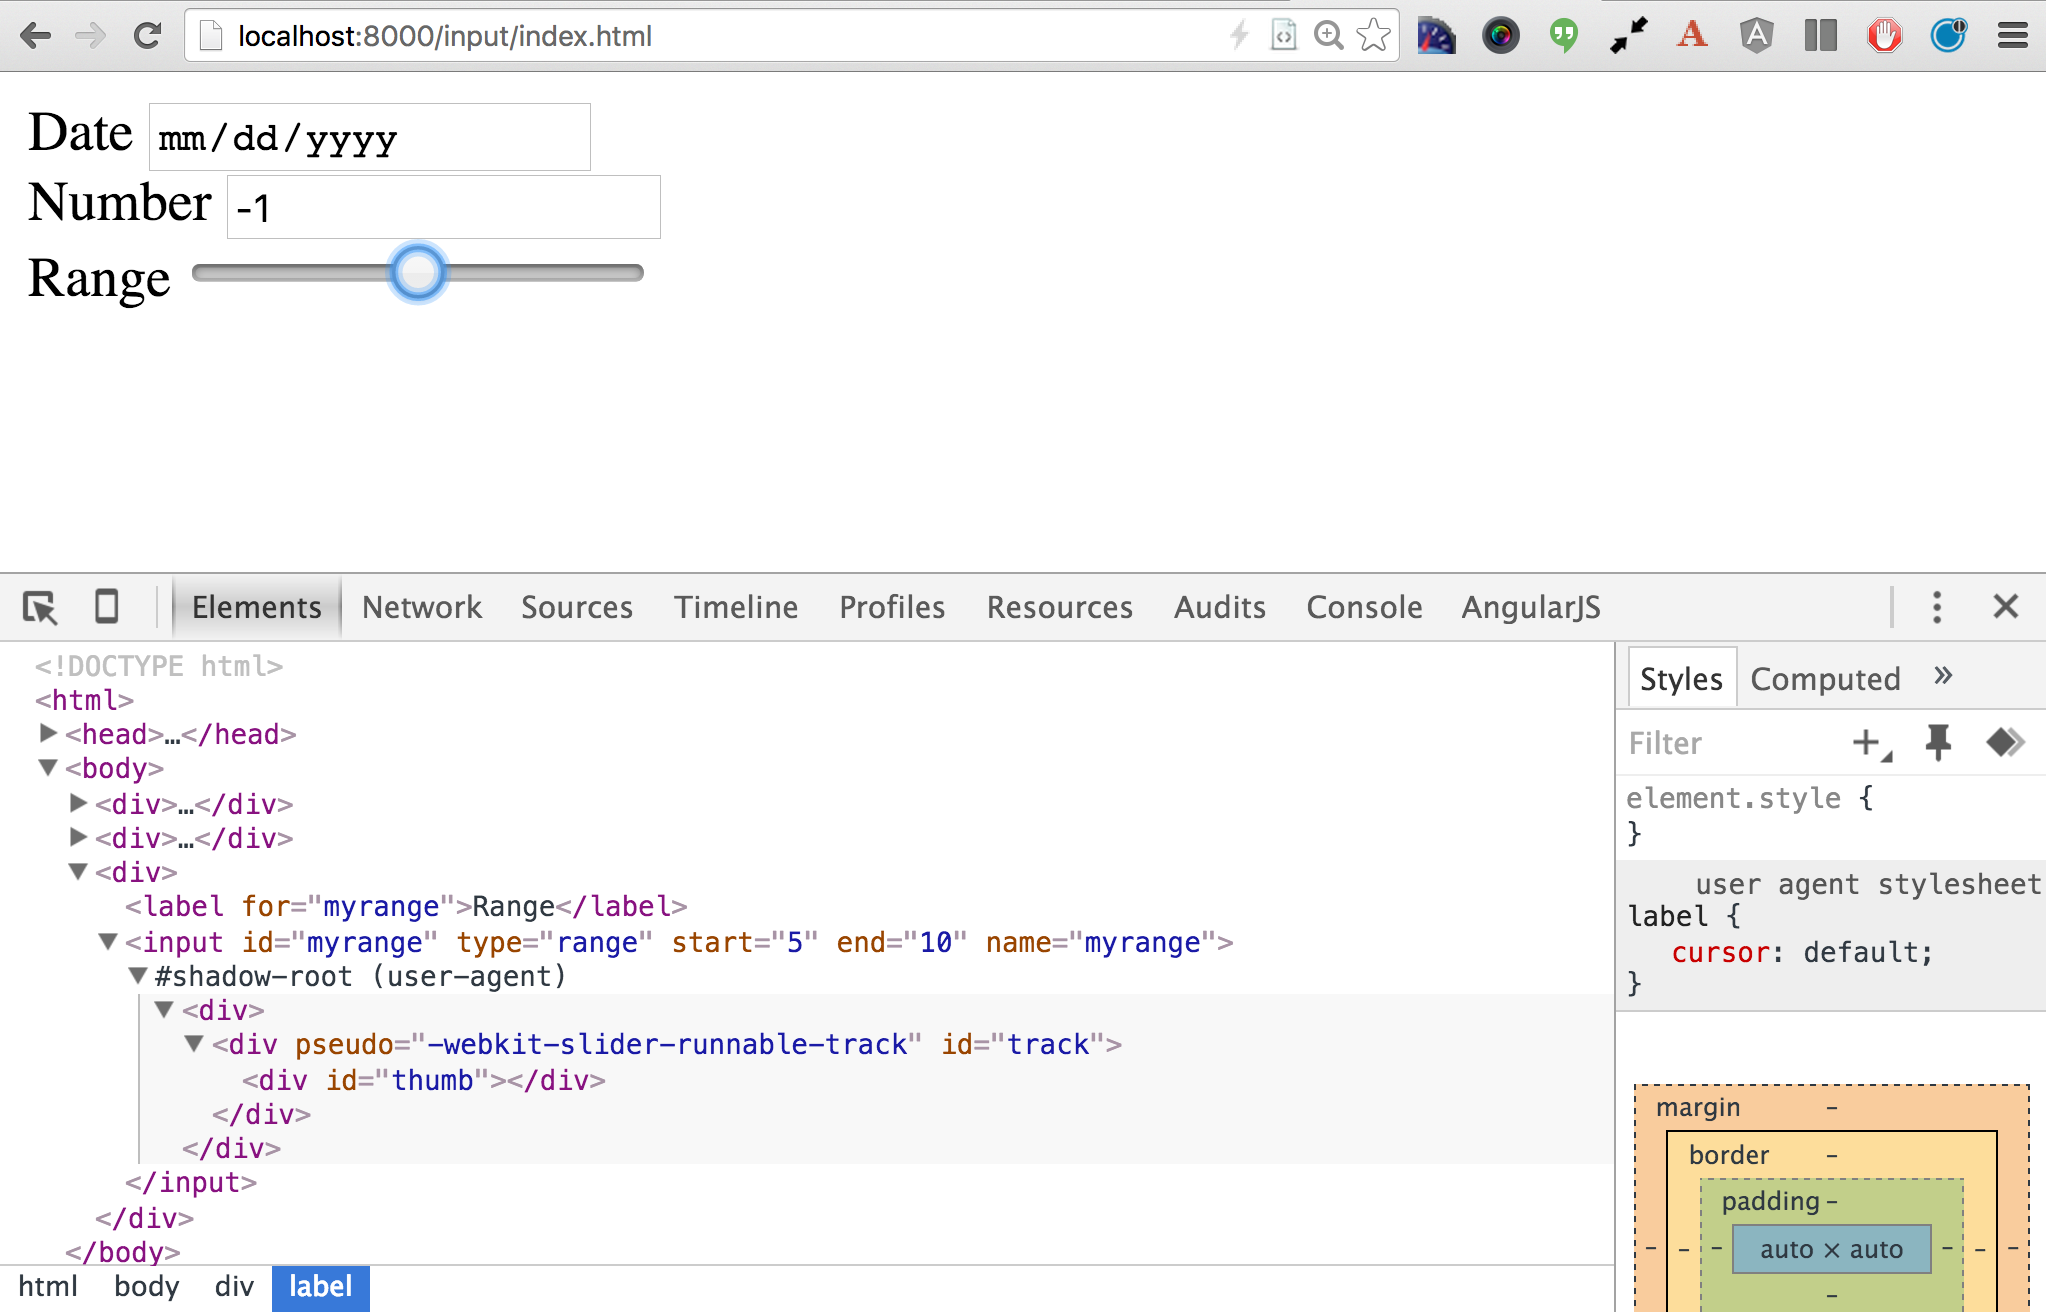 localhost:8000/input/index.html
Date mm/dd/yyyy
Number -1
Range
Elements Network Sources Timeline Profiles Resources Audits Console AngularJS
<!DOCTYPE html>
<html>
<head>…</head>
<body>
<div>…</div>
<div>…</div>
<div>
<label for="myrange">Range</label>
<input id="myrange" type="range" start="5" end="10" name="myrange">
#shadow-root (user-agent)
<div>
<div pseudo="-webkit-slider-runnable-track" id="track">
<div id="thumb"></div>
</div>
</div>
</input>
</div>
</body>
html body div label
Styles Computed »
Filter
element.style {
}
user agent stylesheet
label {
cursor: default;
}
margin -
border -
padding -
- - - auto × auto - - -
-